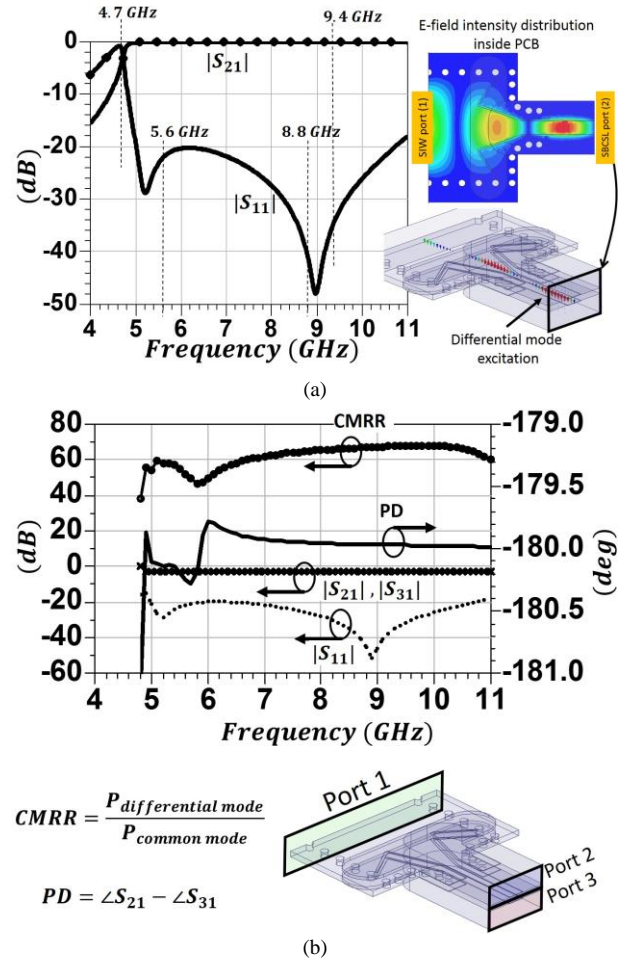 4.7 GHz
9.4 GHz
E-field intensity distribution
inside PCB
0
-10
-20
-30
-40
-50
(dB)
|S21|
5.6 GHz
8.8 GHz
|S11|
SIW port (1)
SBCSL port (2)
4 5 6 7 8 9 10 11
Frequency (GHz)
Differential mode
excitation
(a)
80
60
40
20
0
-20
-40
-60
(dB)
CMRR
PD
|S21| , |S31|
|S11|
-179.0
-179.5
-180.0
-180.5
-181.0
(deg)
4 5 6 7 8 9 10 11
Frequency (GHz)
CMRR = P differential mode / P common mode
PD = ∠S21 − ∠S31
Port 1
Port 2
Port 3
(b)